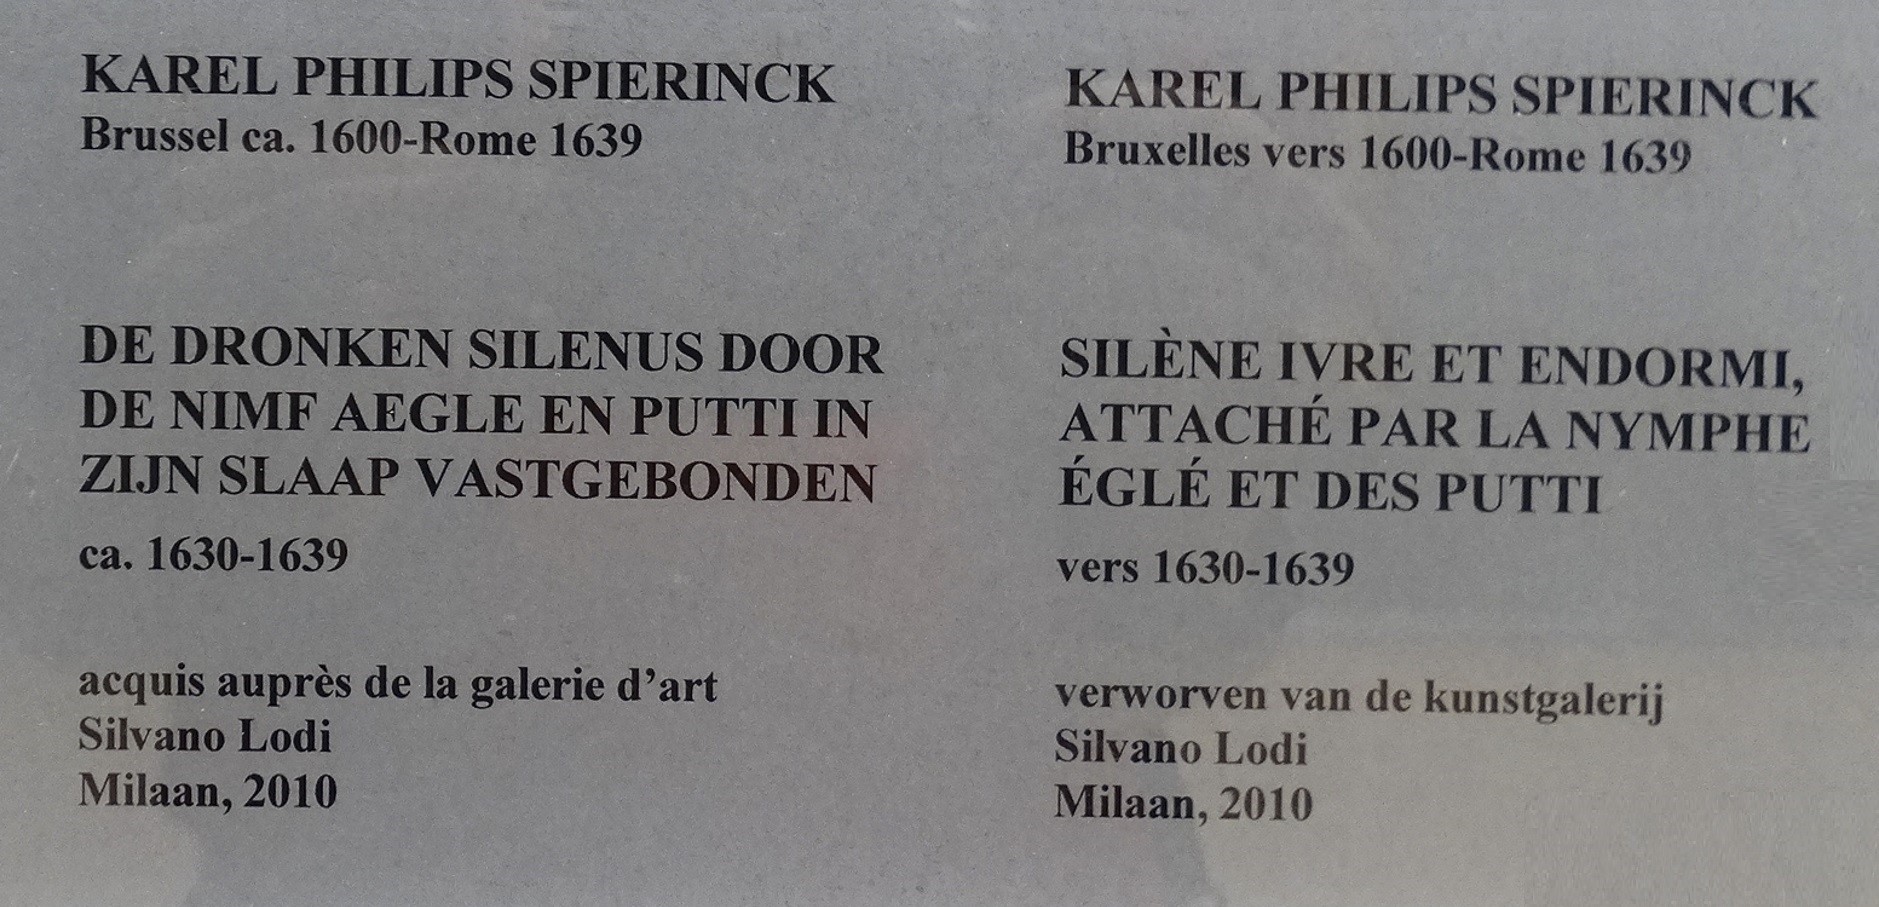 KAREL PHILIPS SPIERINCK
Brussel ca. 1600-Rome 1639
DE DRONKEN SILENUS DOOR
DE NIMF AEGLE EN PUTTI IN
ZIJN SLAAP VASTGEBONDEN
ca. 1630-1639
acquis auprès de la galerie d’art
Silvano Lodi
Milaan, 2010
KAREL PHILIPS SPIERINCK
Bruxelles vers 1600-Rome 1639
SILÈNE IVRE ET ENDORMI,
ATTACHÉ PAR LA NYMPHE
ÉGLÉ ET DES PUTTI
vers 1630-1639
verworven van de kunstgalerij
Silvano Lodi
Milaan, 2010